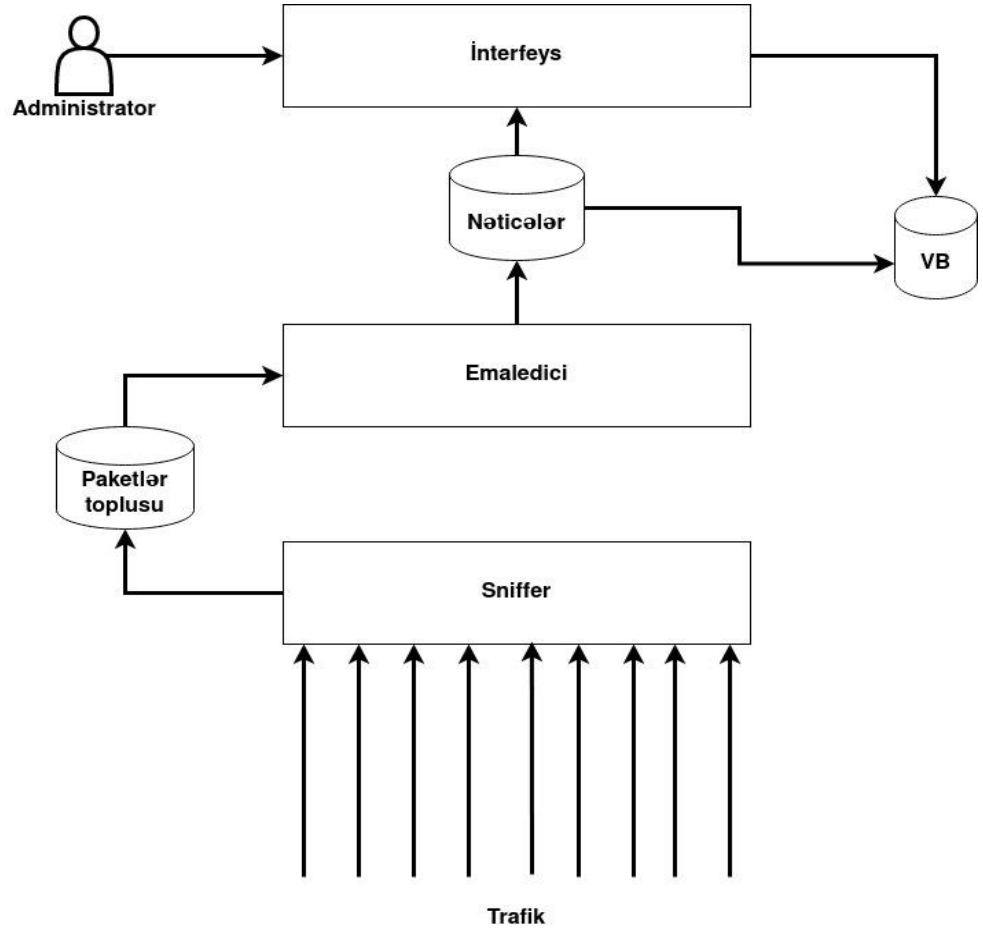 İnterfeys
Administrator
Nəticələr
VB
Emaledici
Paketlər
toplusu
Sniffer
Trafik